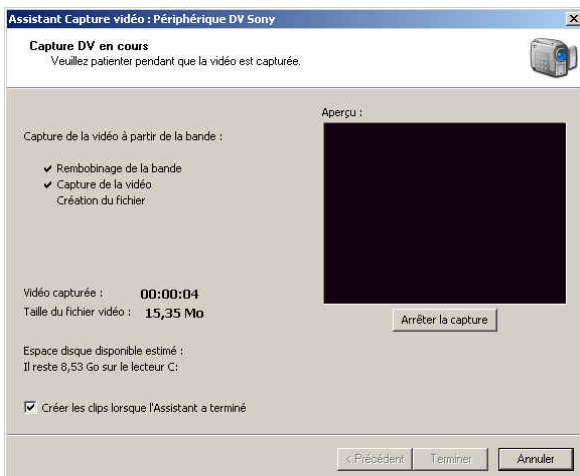 Assistant Capture vidéo : Périphérique DV Sony
Capture DV en cours
Veuillez patienter pendant que la vidéo est capturée.
Aperçu :
Capture de la vidéo à partir de la bande :
Rembobinage de la bande
Capture de la vidéo
Création du fichier
Vidéo capturée : 00:00:04
Taille du fichier vidéo : 15,35 Mo
Arrêter la capture
Espace disque disponible estimé :
Il reste 8,53 Go sur le lecteur C:
Créer les clips lorsque l'Assistant a terminé
< Précédent Terminer Annuler